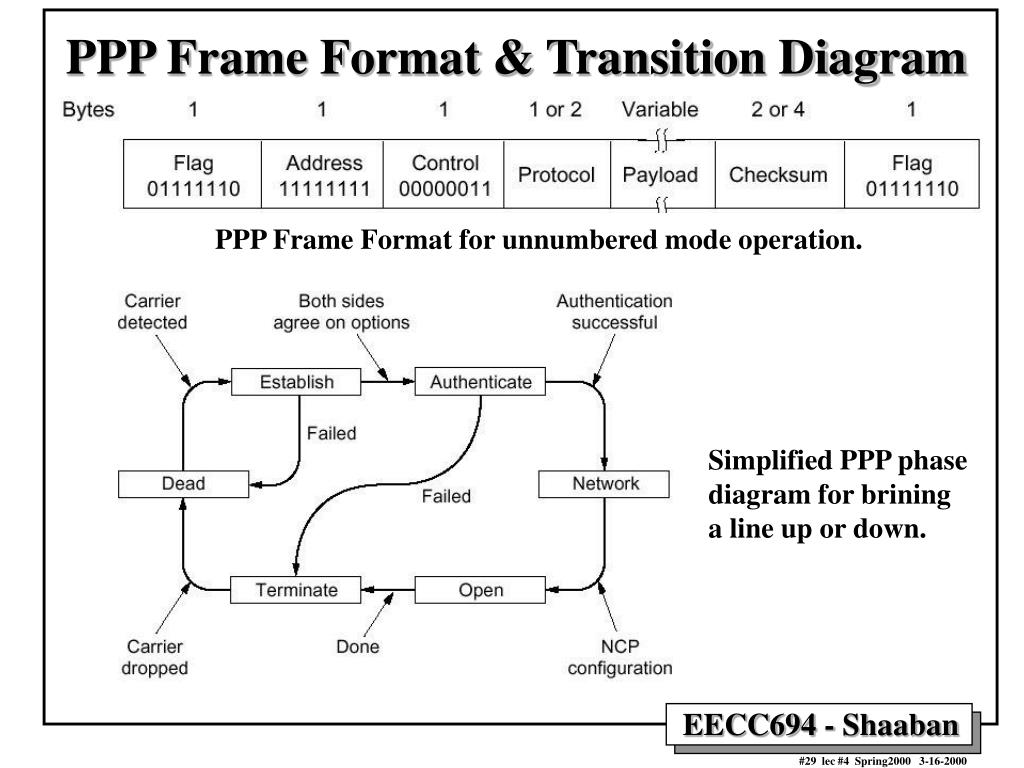 PPP Frame Format & Transition Diagram
Bytes 1 1 1 1 or 2 Variable 2 or 4 1
Flag Address Control Protocol Payload Checksum Flag
01111110 11111111 00000011 01111110
PPP Frame Format for unnumbered mode operation.
Carrier Both sides Authentication
detected agree on options successful
Establish Authenticate
Failed
Dead Failed Network
Simplified PPP phase
diagram for brining
a line up or down.
Terminate Open
Carrier Done NCP
dropped configuration
EECC694 - Shaaban
#29 lec #4 Spring2000 3-16-2000